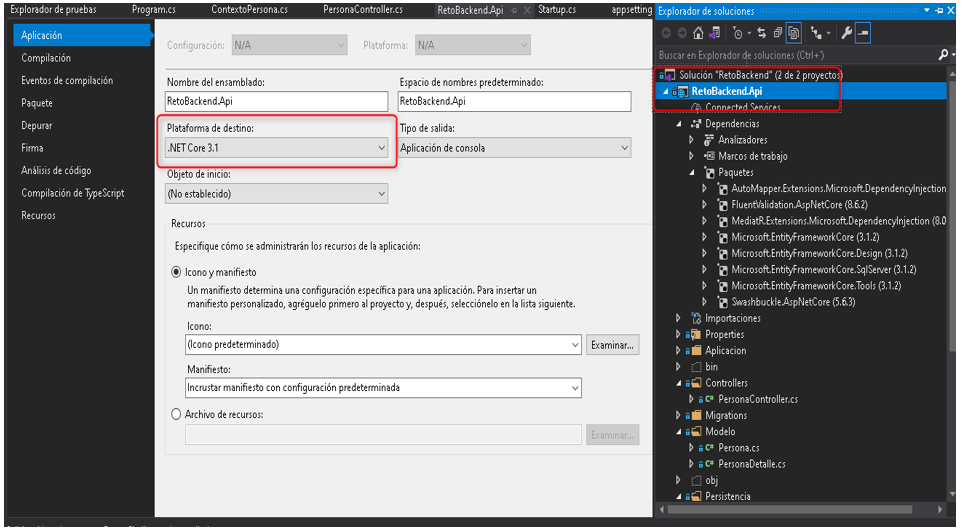 Explorador de pruebas Program.cs ContextoPersona.cs PersonaController.cs RetoBackend.Api Startup.cs appsetting
Aplicación
Compilación
Eventos de compilación
Paquete
Depurar
Firma
Análisis de código
Compilación de TypeScript
Recursos
Configuración: N/A Plataforma: N/A
Nombre del ensamblado: Espacio de nombres predeterminado:
RetoBackend.Api RetoBackend.Api
Plataforma de destino: Tipo de salida:
.NET Core 3.1 Aplicación de consola
Objeto de inicio:
(No establecido)
Recursos
Especifique cómo se administrarán los recursos de la aplicación:
Icono y manifiesto
Un manifiesto determina una configuración específica para una aplicación. Para insertar un
manifiesto personalizado, agréguelo primero al proyecto y, después, selecciónelo en la lista siguiente.
Icono:
(Icono predeterminado) Examinar...
Manifiesto:
Incrustar manifiesto con configuración predeterminada
Archivo de recursos:
Examinar...
Explorador de soluciones
Buscar en Explorador de soluciones (Ctrl+´)
Solución "RetoBackend" (2 de 2 proyectos)
RetoBackend.Api
Connected Services
Dependencias
Analizadores
Marcos de trabajo
Paquetes
AutoMapper.Extensions.Microsoft.DependencyInjection
FluentValidation.AspNetCore (8.6.2)
MediatR.Extensions.Microsoft.DependencyInjection (8.0
Microsoft.EntityFrameworkCore (3.1.2)
Microsoft.EntityFrameworkCore.Design (3.1.2)
Microsoft.EntityFrameworkCore.SqlServer (3.1.2)
Microsoft.EntityFrameworkCore.Tools (3.1.2)
Swashbuckle.AspNetCore (5.6.3)
Importaciones
Properties
Aplicacion
bin
Controllers
C# PersonaController.cs
Migrations
Modelo
C# Persona.cs
C# PersonaDetalle.cs
obj
Persistencia